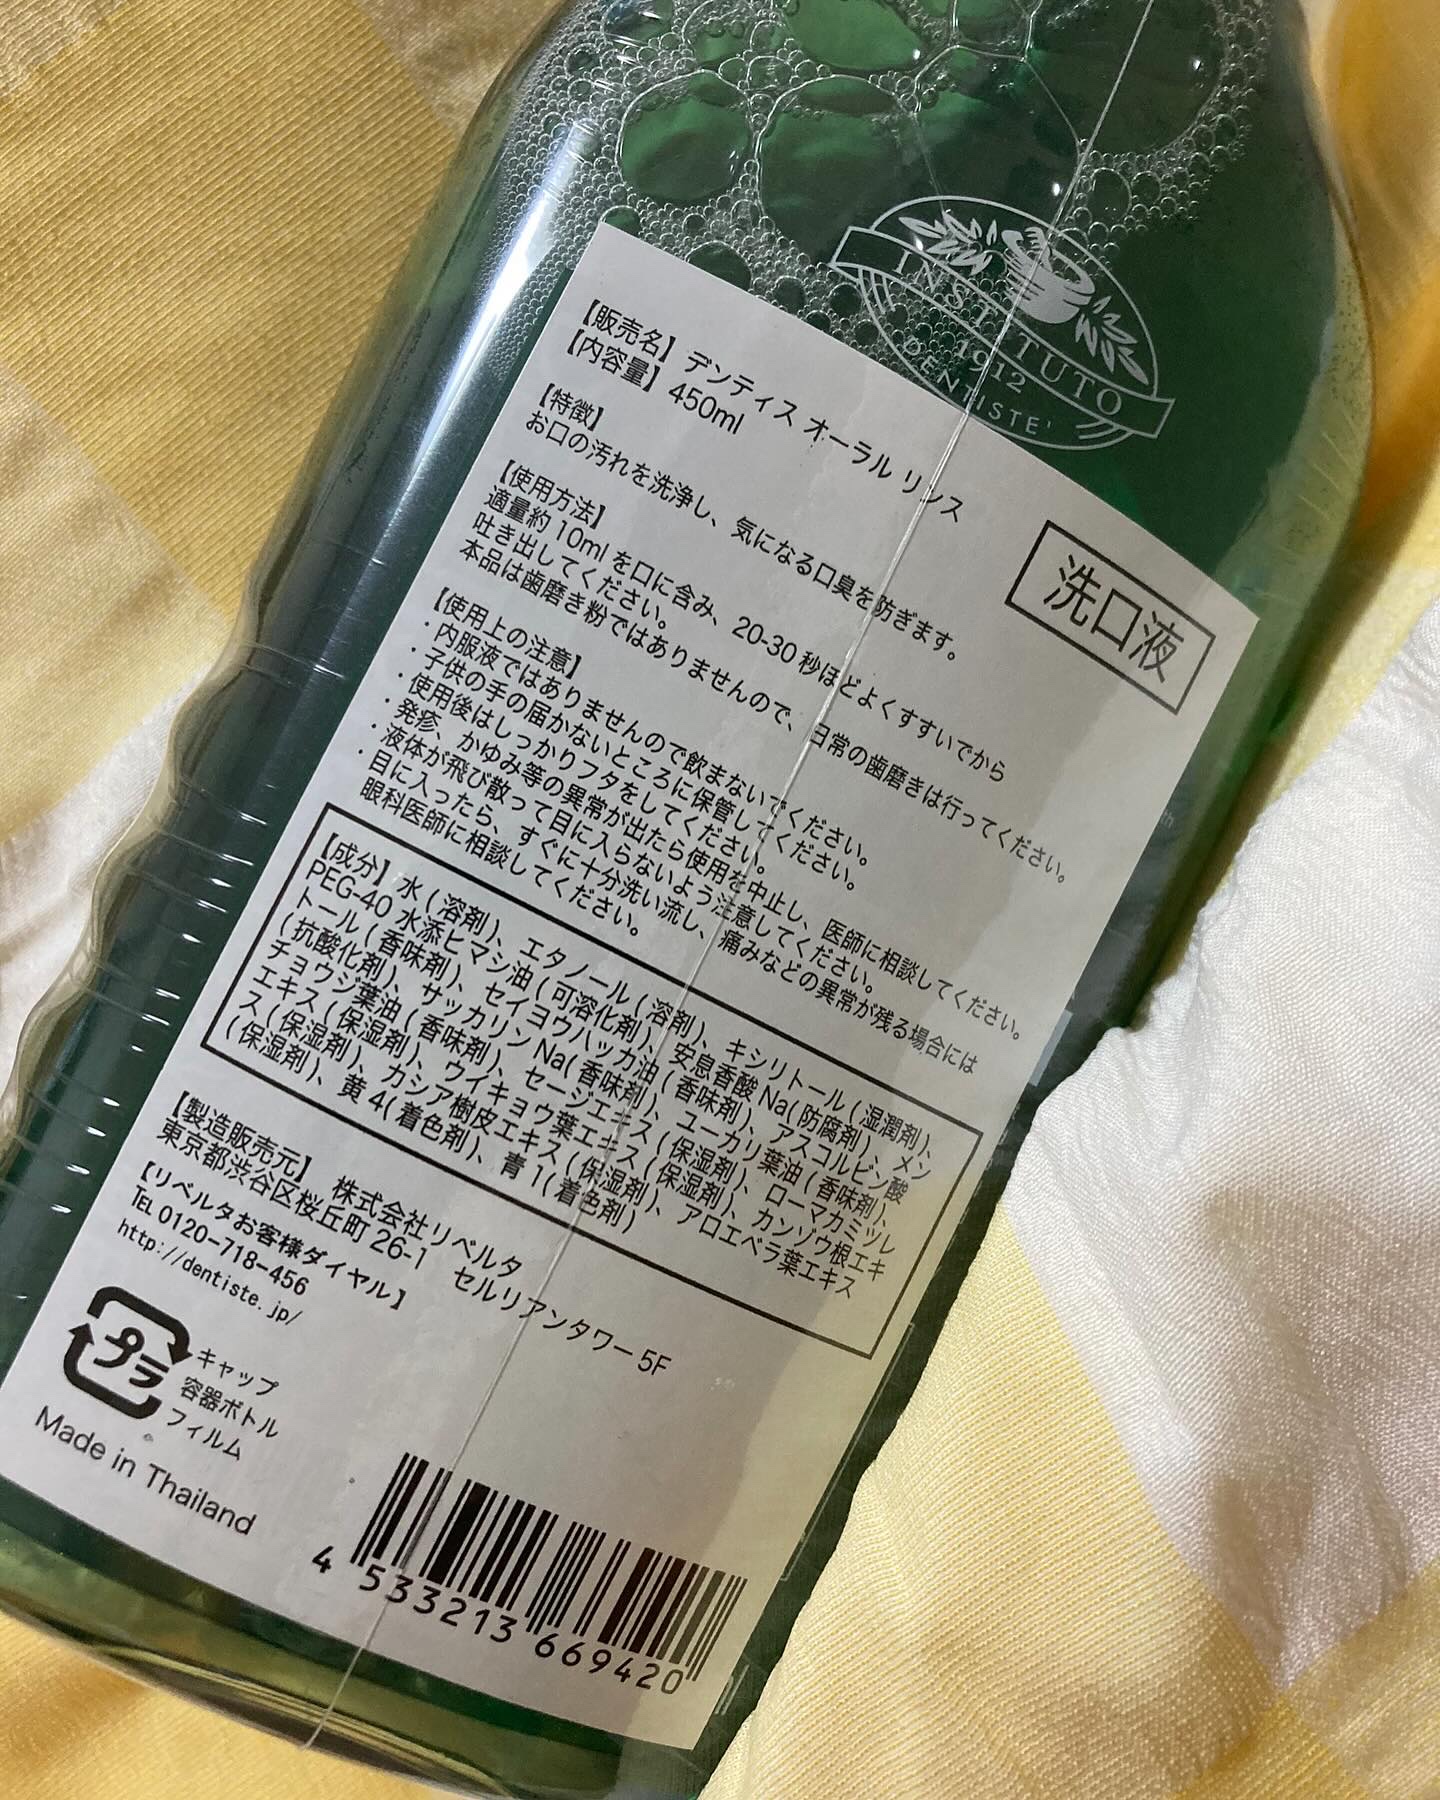 INSTITUTO
1912
DENTISTE'
【販売名】デンティス オーラル リンス
【内容量】450ml
洗口液
【特徴】
お口の汚れを洗浄し、気になる口臭を防ぎます。
【使用方法】
適量約10mlを口に含み、20-30秒ほどよくすすいでから
吐き出してください。
本品は歯磨き粉ではありませんので、日常の歯磨きは行ってください。
【使用上の注意】
・内服液ではありませんので飲まないでください。
・子供の手の届かないところに保管してください。
・使用後はしっかりフタをしてください。
・発疹、かゆみ等の異常が出たら使用を中止し、医師に相談してください。
・液体が飛び散って目に入らないよう注意してください。
・目に入ったら、すぐに十分洗い流し、痛みなどの異常が残る場合には
眼科医師に相談してください。
【成分】水(溶剤)、エタノール(溶剤)、キシリトール(湿潤剤)、
PEG-40水添ヒマシ油(可溶化剤)、安息香酸Na(防腐剤)、メン
トール(香味剤)、セイヨウハッカ油(香味剤)、アスコルビン酸
(抗酸化剤)、サッカリンNa(香味剤)、ユーカリ葉油(香味剤)、
チョウジ葉油(香味剤)、セージエキス(保湿剤)、ローマカミツレ
エキス(保湿剤)、ウイキョウ葉エキス(保湿剤)、カンゾウ根エキ
ス(保湿剤)、カシア樹皮エキス(保湿剤)、アロエベラ葉エキス
(保湿剤)、黄4(着色剤)、青1(着色剤)
【製造販売元】 株式会社リベルタ
東京都渋谷区桜丘町26-1 セルリアンタワー5F
【リベルタお客様ダイヤル】
TEL 0120-718-456
http://dentiste.jp/
プラ
キャップ
容器ボトル
フィルム
Made in Thailand
4 533213 669420